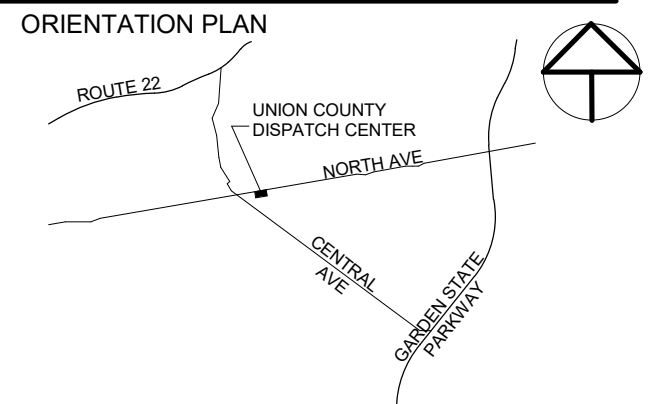 ORIENTATION PLAN
ROUTE 22
UNION COUNTY
DISPATCH CENTER
NORTH AVE
CENTRAL
AVE
GARDEN STATE
PARKWAY